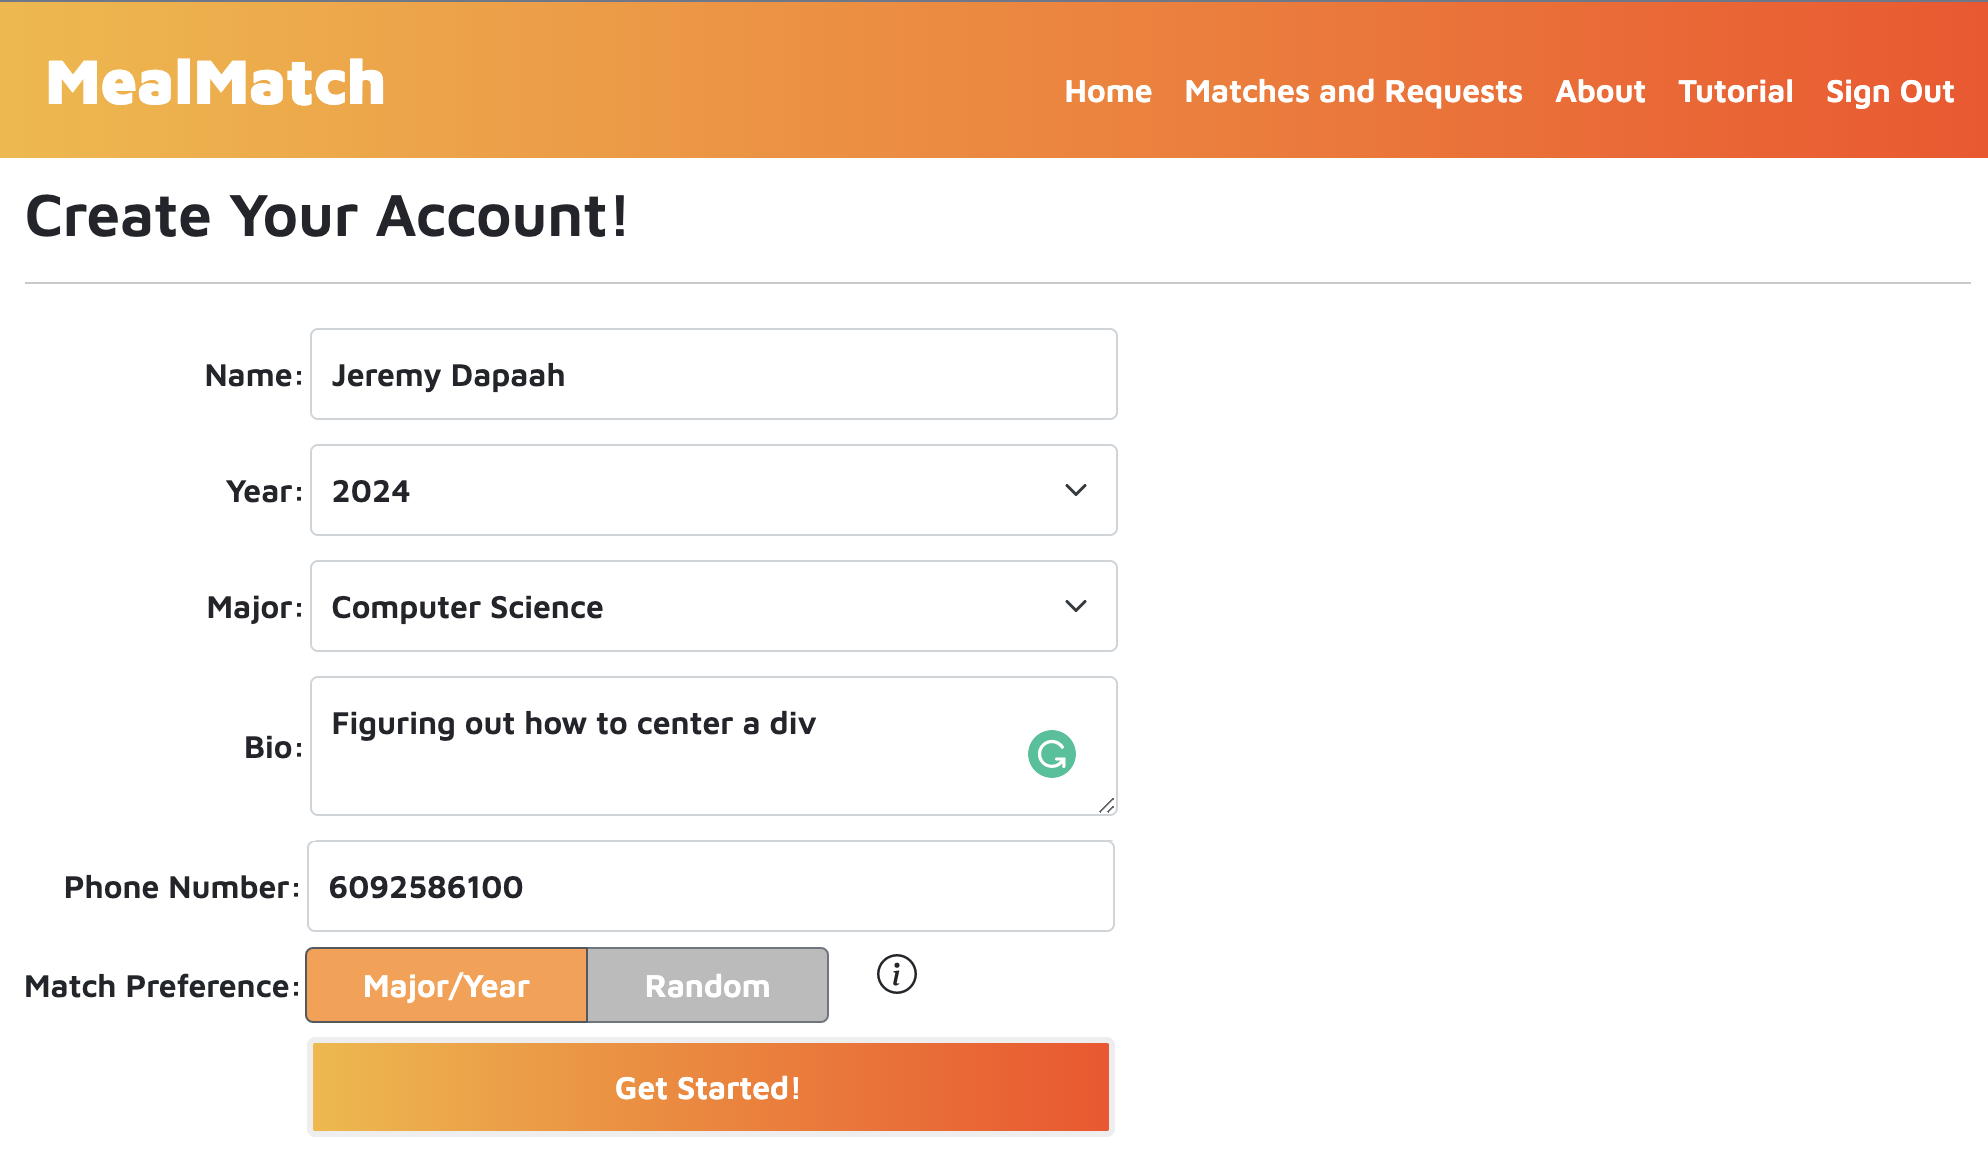 MealMatch
Home Matches and Requests About Tutorial Sign Out
Create Your Account!
Name: Jeremy Dapaah
Year: 2024
Major: Computer Science
Bio: Figuring out how to center a div
Phone Number: 6092586100
Match Preference: Major/Year Random
Get Started!